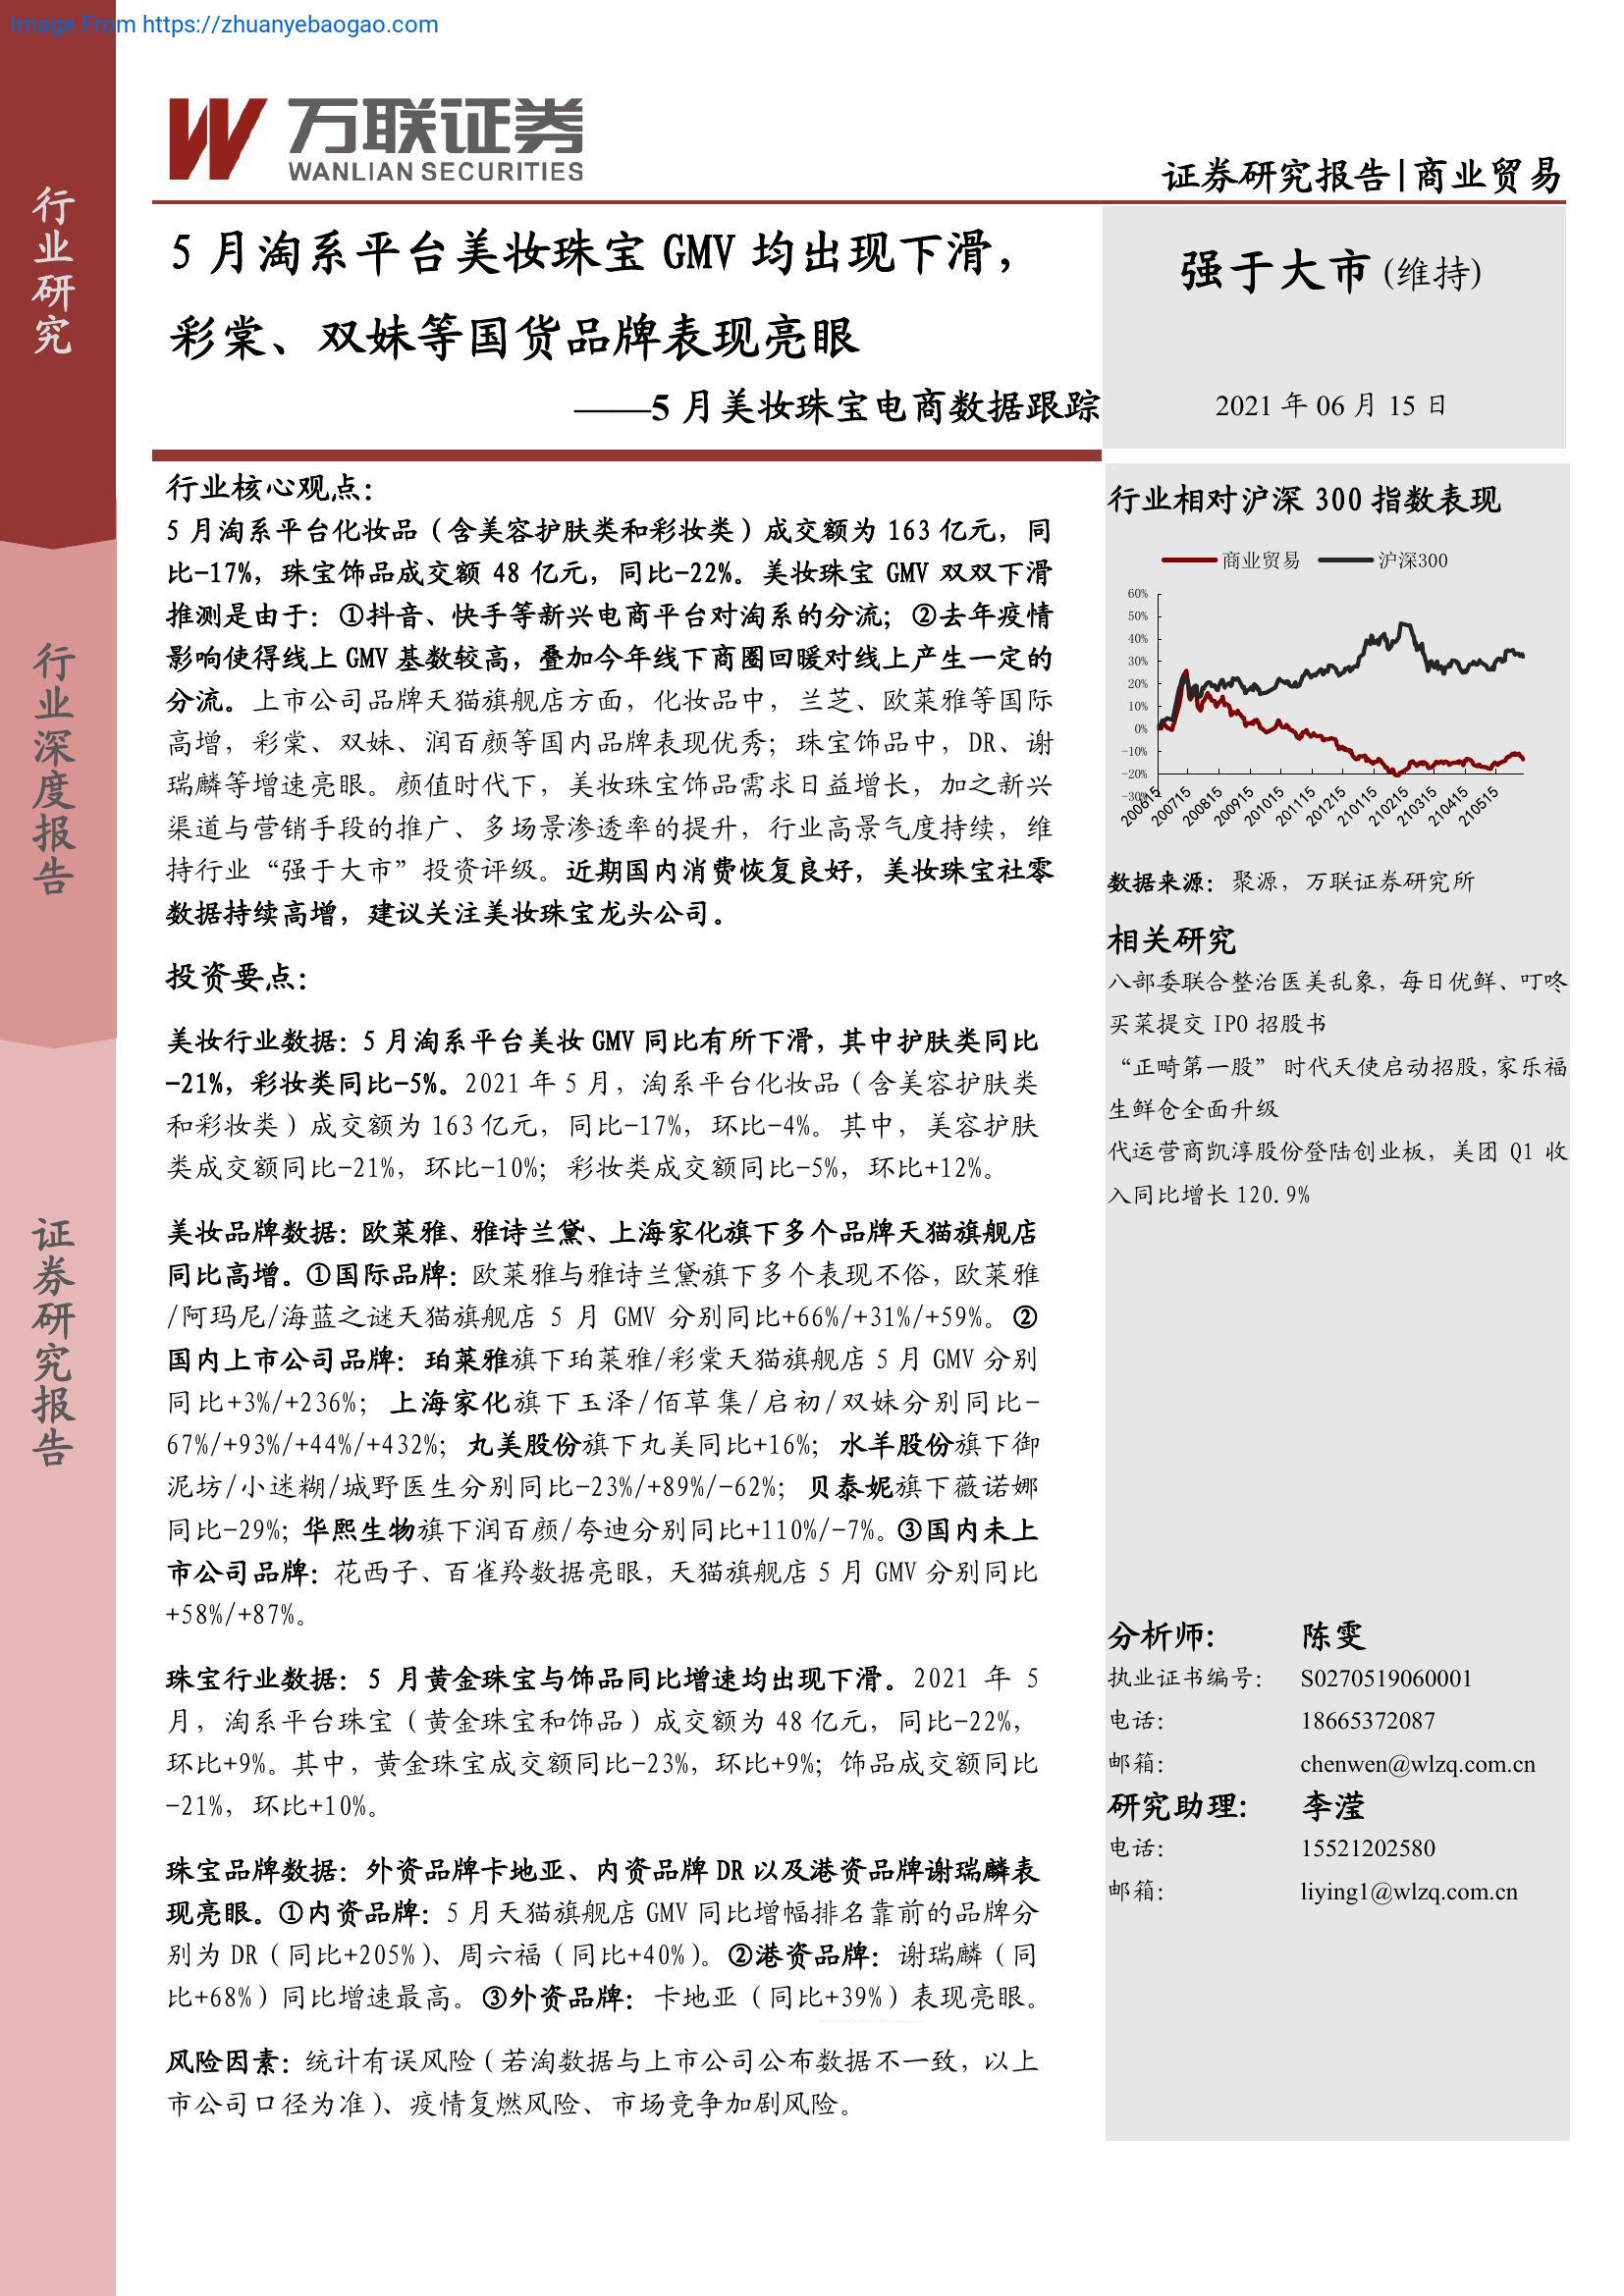 Image From https://zhuanyebaogao.com
万联证券
WANLIAN SECURITIES
证券研究报告|商业贸易
行业研究
行业深度报告
证券研究报告
5 月淘系平台美妆珠宝 GMV 均出现下滑，
彩棠、双妹等国货品牌表现亮眼
——5 月美妆珠宝电商数据跟踪
强于大市(维持)
2021 年 06 月 15 日
行业核心观点：
5 月淘系平台化妆品（含美容护肤类和彩妆类）成交额为 163 亿元，同
比-17%，珠宝饰品成交额 48 亿元，同比-22%。美妆珠宝 GMV 双双下滑
推测是由于：①抖音、快手等新兴电商平台对淘系的分流；②去年疫情
影响使得线上 GMV 基数较高，叠加今年线下商圈回暖对线上产生一定的
分流。上市公司品牌天猫旗舰店方面，化妆品中，兰芝、欧莱雅等国际
高增，彩棠、双妹、润百颜等国内品牌表现优秀；珠宝饰品中，DR、谢
瑞麟等增速亮眼。颜值时代下，美妆珠宝饰品需求日益增长，加之新兴
渠道与营销手段的推广、多场景渗透率的提升，行业高景气度持续，维
持行业“强于大市”投资评级。近期国内消费恢复良好，美妆珠宝社零
数据持续高增，建议关注美妆珠宝龙头公司。
投资要点：
美妆行业数据：5 月淘系平台美妆 GMV 同比有所下滑，其中护肤类同比
-21%，彩妆类同比-5%。2021 年 5 月，淘系平台化妆品（含美容护肤类
和彩妆类）成交额为 163 亿元，同比-17%，环比-4%。其中，美容护肤
类成交额同比-21%，环比-10%；彩妆类成交额同比-5%，环比+12%。
美妆品牌数据：欧莱雅、雅诗兰黛、上海家化旗下多个品牌天猫旗舰店
同比高增。①国际品牌：欧莱雅与雅诗兰黛旗下多个表现不俗，欧莱雅
/阿玛尼/海蓝之谜天猫旗舰店 5 月 GMV 分别同比+66%/+31%/+59%。②
国内上市公司品牌：珀莱雅旗下珀莱雅/彩棠天猫旗舰店 5 月 GMV 分别
同比+3%/+236%；上海家化旗下玉泽/佰草集/启初/双妹分别同比-
67%/+93%/+44%/+432%；丸美股份旗下丸美同比+16%；水羊股份旗下御
泥坊/小迷糊/城野医生分别同比-23%/+89%/-62%；贝泰妮旗下薇诺娜
同比-29%；华熙生物旗下润百颜/夸迪分别同比+110%/-7%。③国内未上
市公司品牌：花西子、百雀羚数据亮眼，天猫旗舰店 5 月 GMV 分别同比
+58%/+87%。
珠宝行业数据：5 月黄金珠宝与饰品同比增速均出现下滑。2021 年 5
月，淘系平台珠宝（黄金珠宝和饰品）成交额为 48 亿元，同比-22%，
环比+9%。其中，黄金珠宝成交额同比-23%，环比+9%；饰品成交额同比
-21%，环比+10%。
珠宝品牌数据：外资品牌卡地亚、内资品牌 DR 以及港资品牌谢瑞麟表
现亮眼。①内资品牌：5 月天猫旗舰店 GMV 同比增幅排名靠前的品牌分
别为 DR（同比+205%）、周六福（同比+40%）。②港资品牌：谢瑞麟（同
比+68%）同比增速最高。③外资品牌：卡地亚（同比+39%）表现亮眼。
风险因素：统计有误风险（若淘数据与上市公司公布数据不一致，以上
市公司口径为准）、疫情复燃风险、市场竞争加剧风险。
行业相对沪深 300 指数表现
商业贸易 沪深300
60%
50%
40%
30%
20%
10%
0%
-10%
-20%
-30%
200615 200715 200815 200915 201015 201115 201215 210115 210215 210315 210415 210515
数据来源：聚源，万联证券研究所
相关研究
八部委联合整治医美乱象，每日优鲜、叮咚
买菜提交 IPO 招股书
“正畸第一股” 时代天使启动招股，家乐福
生鲜仓全面升级
代运营商凯淳股份登陆创业板，美团 Q1 收
入同比增长 120.9%
分析师： 陈雯
执业证书编号： S0270519060001
电话： 18665372087
邮箱： chenwen@wlzq.com.cn
研究助理： 李滢
电话： 15521202580
邮箱： liying1@wlzq.com.cn